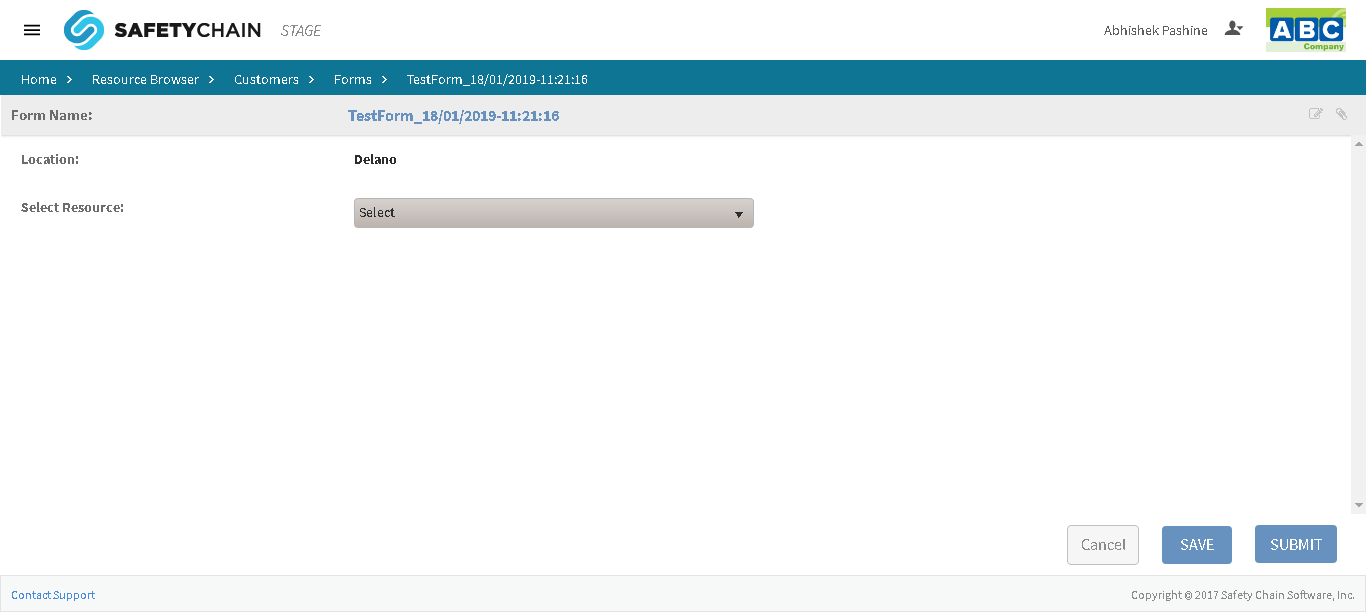 SAFETYCHAIN STAGE Abhishek Pashine ABC Company
Home Resource Browser Customers Forms TestForm_18/01/2019-11:21:16
Form Name: TestForm_18/01/2019-11:21:16
Location: Delano
Select Resource: Select
Cancel SAVE SUBMIT
Contact Support Copyright © 2017 Safety Chain Software, Inc.